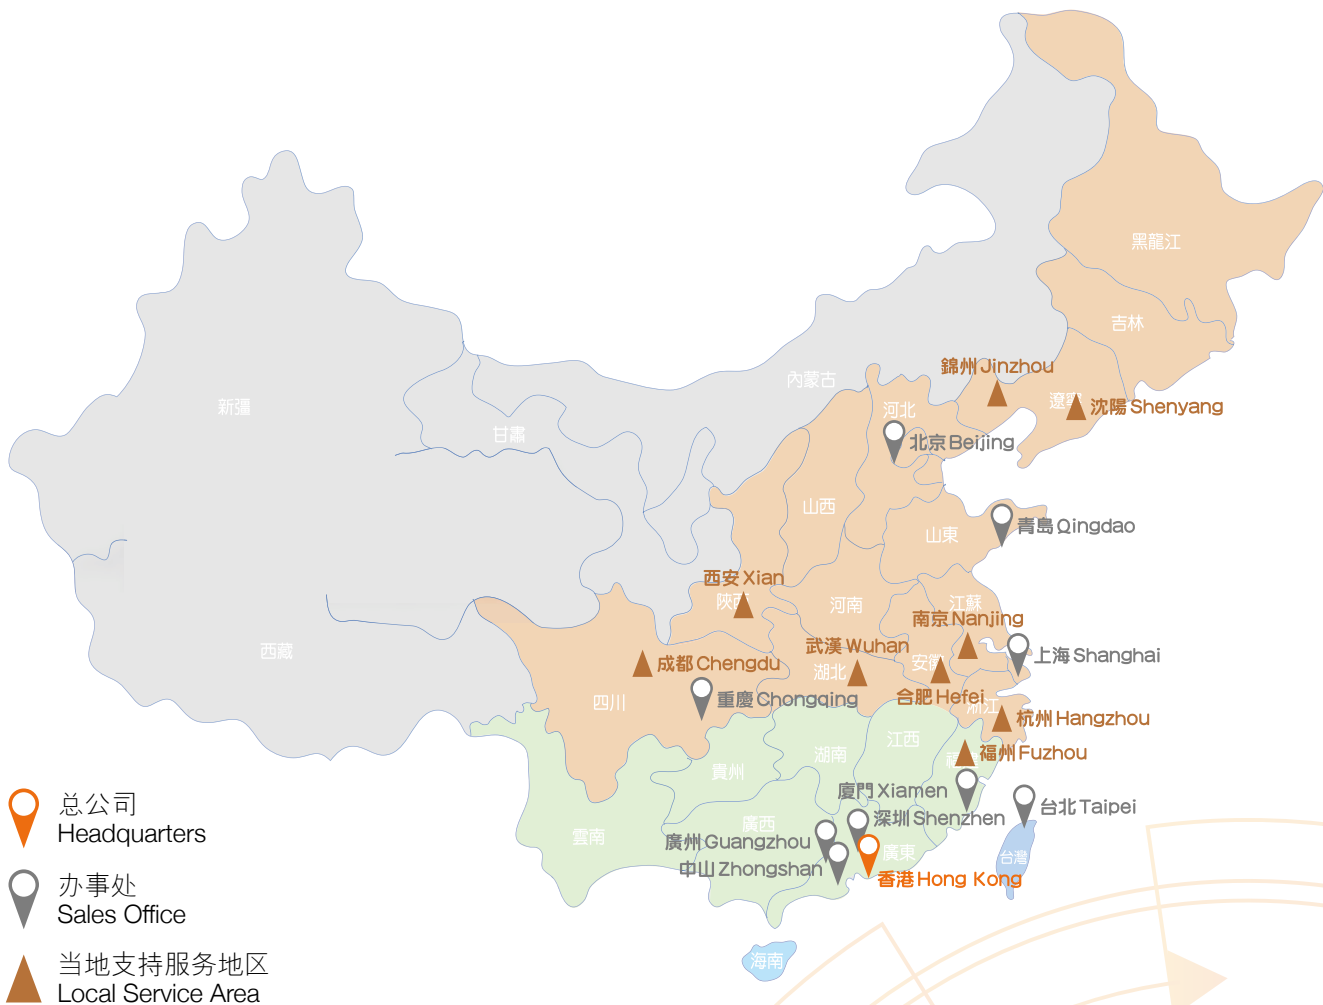 黑龍江
吉林
內蒙古
錦州 Jinzhou
遼寧
沈陽 Shenyang
新疆
甘肅
河北
北京 Beijing
山西
青島 Qingdao
山東
西安 Xian
陝西
河南
江蘇
南京 Nanjing
西藏
武漢 Wuhan
上海 Shanghai
成都 Chengdu
湖北
安徽
四川
重慶 Chongqing
合肥 Hefei
浙江
杭州 Hangzhou
江西
湖南
福州 Fuzhou
貴州
廈門 Xiamen
台北 Taipei
总公司
Headquarters
深圳 Shenzhen
廣西
雲南
廣州 Guangzhou
廣東
台灣
中山 Zhongshan
香港 Hong Kong
办事处
Sales Office
海南
当地支持服务地区
Local Service Area